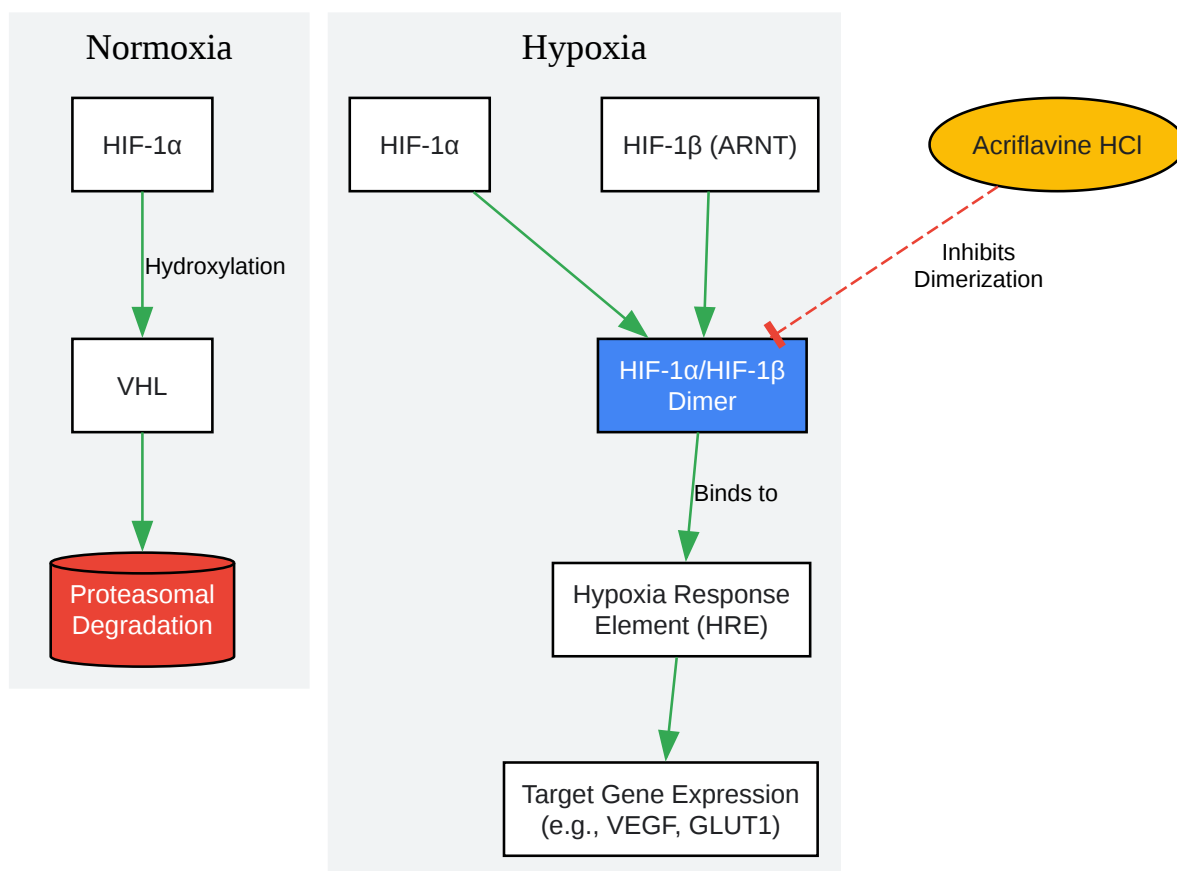 Normoxia
HIF-1α
Hydroxylation
VHL
Proteasomal
Degradation
Hypoxia
HIF-1α
HIF-1β (ARNT)
HIF-1α/HIF-1β
Dimer
Binds to
Hypoxia Response
Element (HRE)
Target Gene Expression
(e.g., VEGF, GLUT1)
Acriflavine HCl
Inhibits
Dimerization